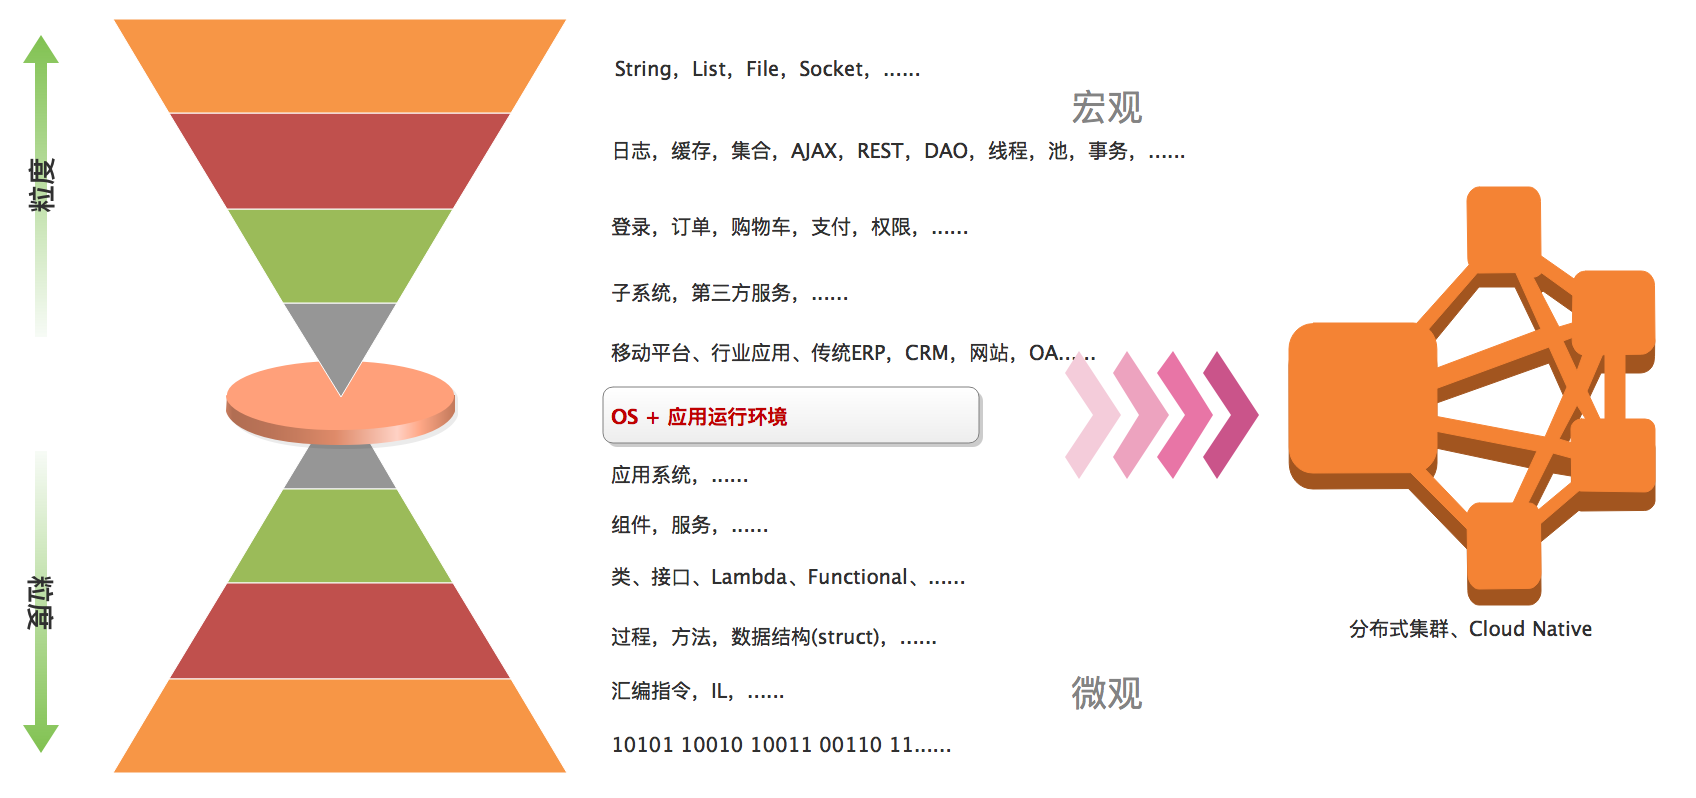 粒度
String，List，File，Socket，……
宏观
日志，缓存，集合，AJAX，REST，DAO，线程，池，事务，……
登录，订单，购物车，支付，权限，……
子系统，第三方服务，……
移动平台、行业应用、传统ERP，CRM，网站，OA……
OS + 应用运行环境
应用系统，……
组件，服务，……
类、接口、Lambda、Functional、……
粒度
过程，方法，数据结构(struct)，……
分布式集群、Cloud Native
汇编指令，IL，……
微观
10101 10010 10011 00110 11……